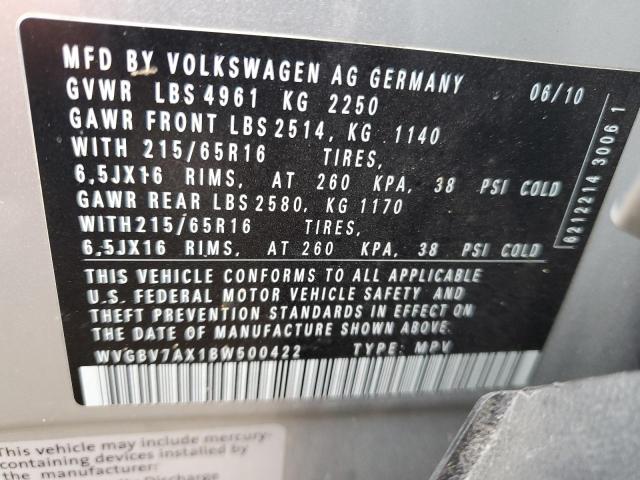 MFD BY VOLKSWAGEN AG GERMANY 06/10
GVWR LBS 4961 KG 2250
GAWR FRONT LBS 2514, KG 1140
WITH 215/65R16 TIRES,
6,5JX16 RIMS, AT 260 KPA, 38 PSI COLD
GAWR REAR LBS 2580, KG 1170
WITH 215/65R16 TIRES,
6,5JX16 RIMS, AT 260 KPA, 38 PSI COLD
THIS VEHICLE CONFORMS TO ALL APPLICABLE
U.S. FEDERAL MOTOR VEHICLE SAFETY AND
THEFT PREVENTION STANDARDS IN EFFECT ON
THE DATE OF MANUFACTURE SHOWN ABOVE.
WVGBV7AX1BW500422 TYPE: MPV
6212214 3006 1
This vehicle may include mercury-
containing devices installed by
the manufacturer:
Discharge